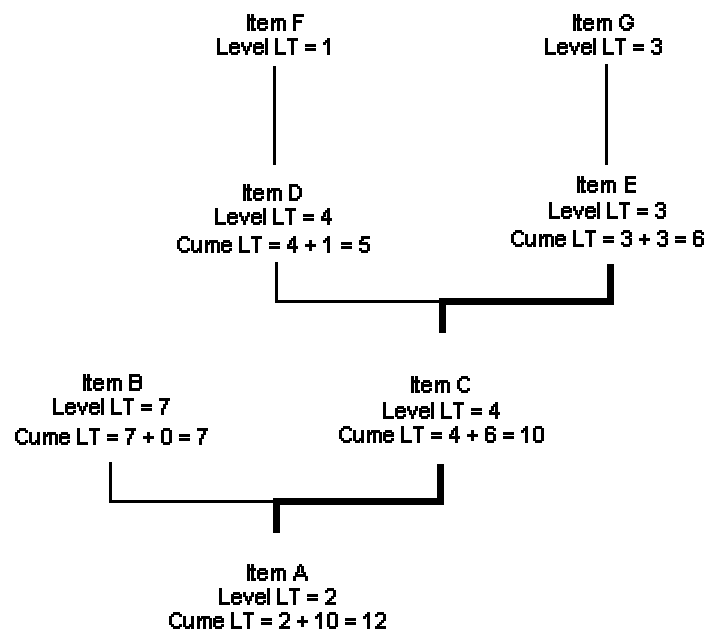 Item F
Level LT = 1
Item G
Level LT = 3
Item D
Level LT = 4
Cume LT = 4 + 1 = 5
Item E
Level LT = 3
Cume LT = 3 + 3 = 6
Item B
Level LT = 7
Cume LT = 7 + 0 = 7
Item C
Level LT = 4
Cume LT = 4 + 6 = 10
Item A
Level LT = 2
Cume LT = 2 + 10 = 12